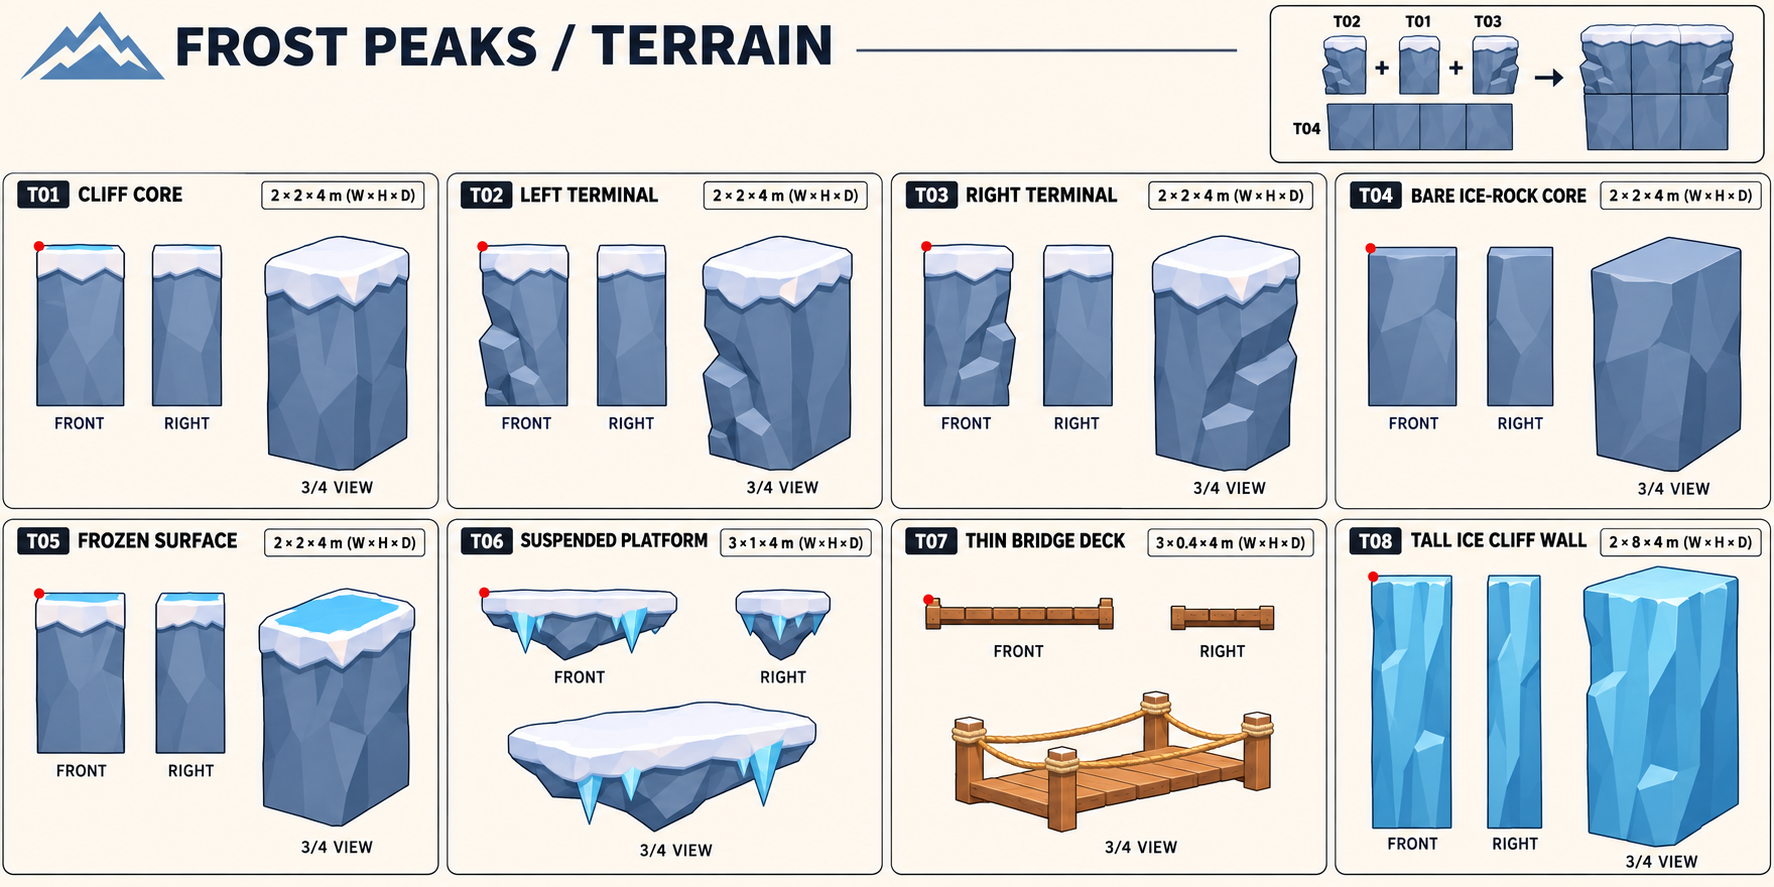 FROST PEAKS / TERRAIN
T02 T01 T03
+ + →
T04
T01 CLIFF CORE 2×2×4 m (W×H×D)
FRONT RIGHT
3/4 VIEW
T02 LEFT TERMINAL 2×2×4 m (W×H×D)
FRONT RIGHT
3/4 VIEW
T03 RIGHT TERMINAL 2×2×4 m (W×H×D)
FRONT RIGHT
3/4 VIEW
T04 BARE ICE-ROCK CORE 2×2×4 m (W×H×D)
FRONT RIGHT
3/4 VIEW
T05 FROZEN SURFACE 2×2×4 m (W×H×D)
FRONT RIGHT
3/4 VIEW
T06 SUSPENDED PLATFORM 3×1×4 m (W×H×D)
FRONT RIGHT
3/4 VIEW
T07 THIN BRIDGE DECK 3×0.4×4 m (W×H×D)
FRONT RIGHT
3/4 VIEW
T08 TALL ICE CLIFF WALL 2×8×4 m (W×H×D)
FRONT RIGHT
3/4 VIEW